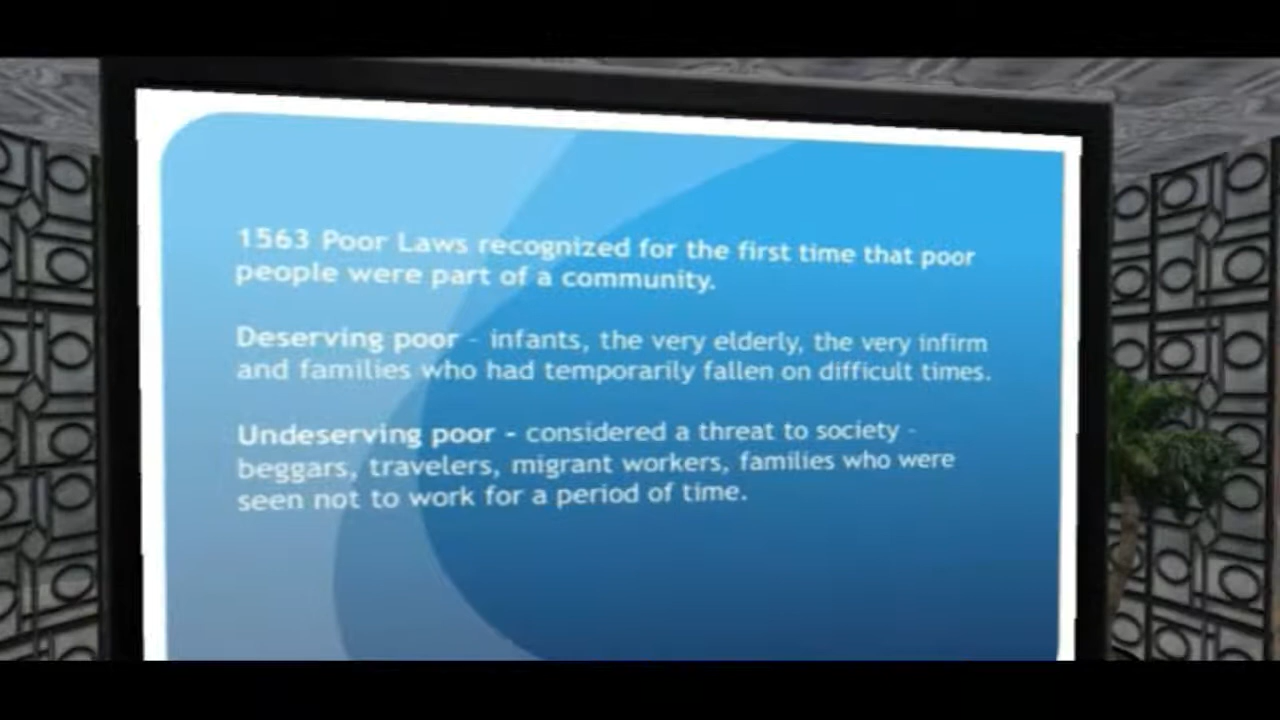 1563 Poor Laws recognized for the first time that poor
people were part of a community.
Deserving poor - infants, the very elderly, the very infirm
and families who had temporarily fallen on difficult times.
Undeserving poor - considered a threat to society -
beggars, travelers, migrant workers, families who were
seen not to work for a period of time.